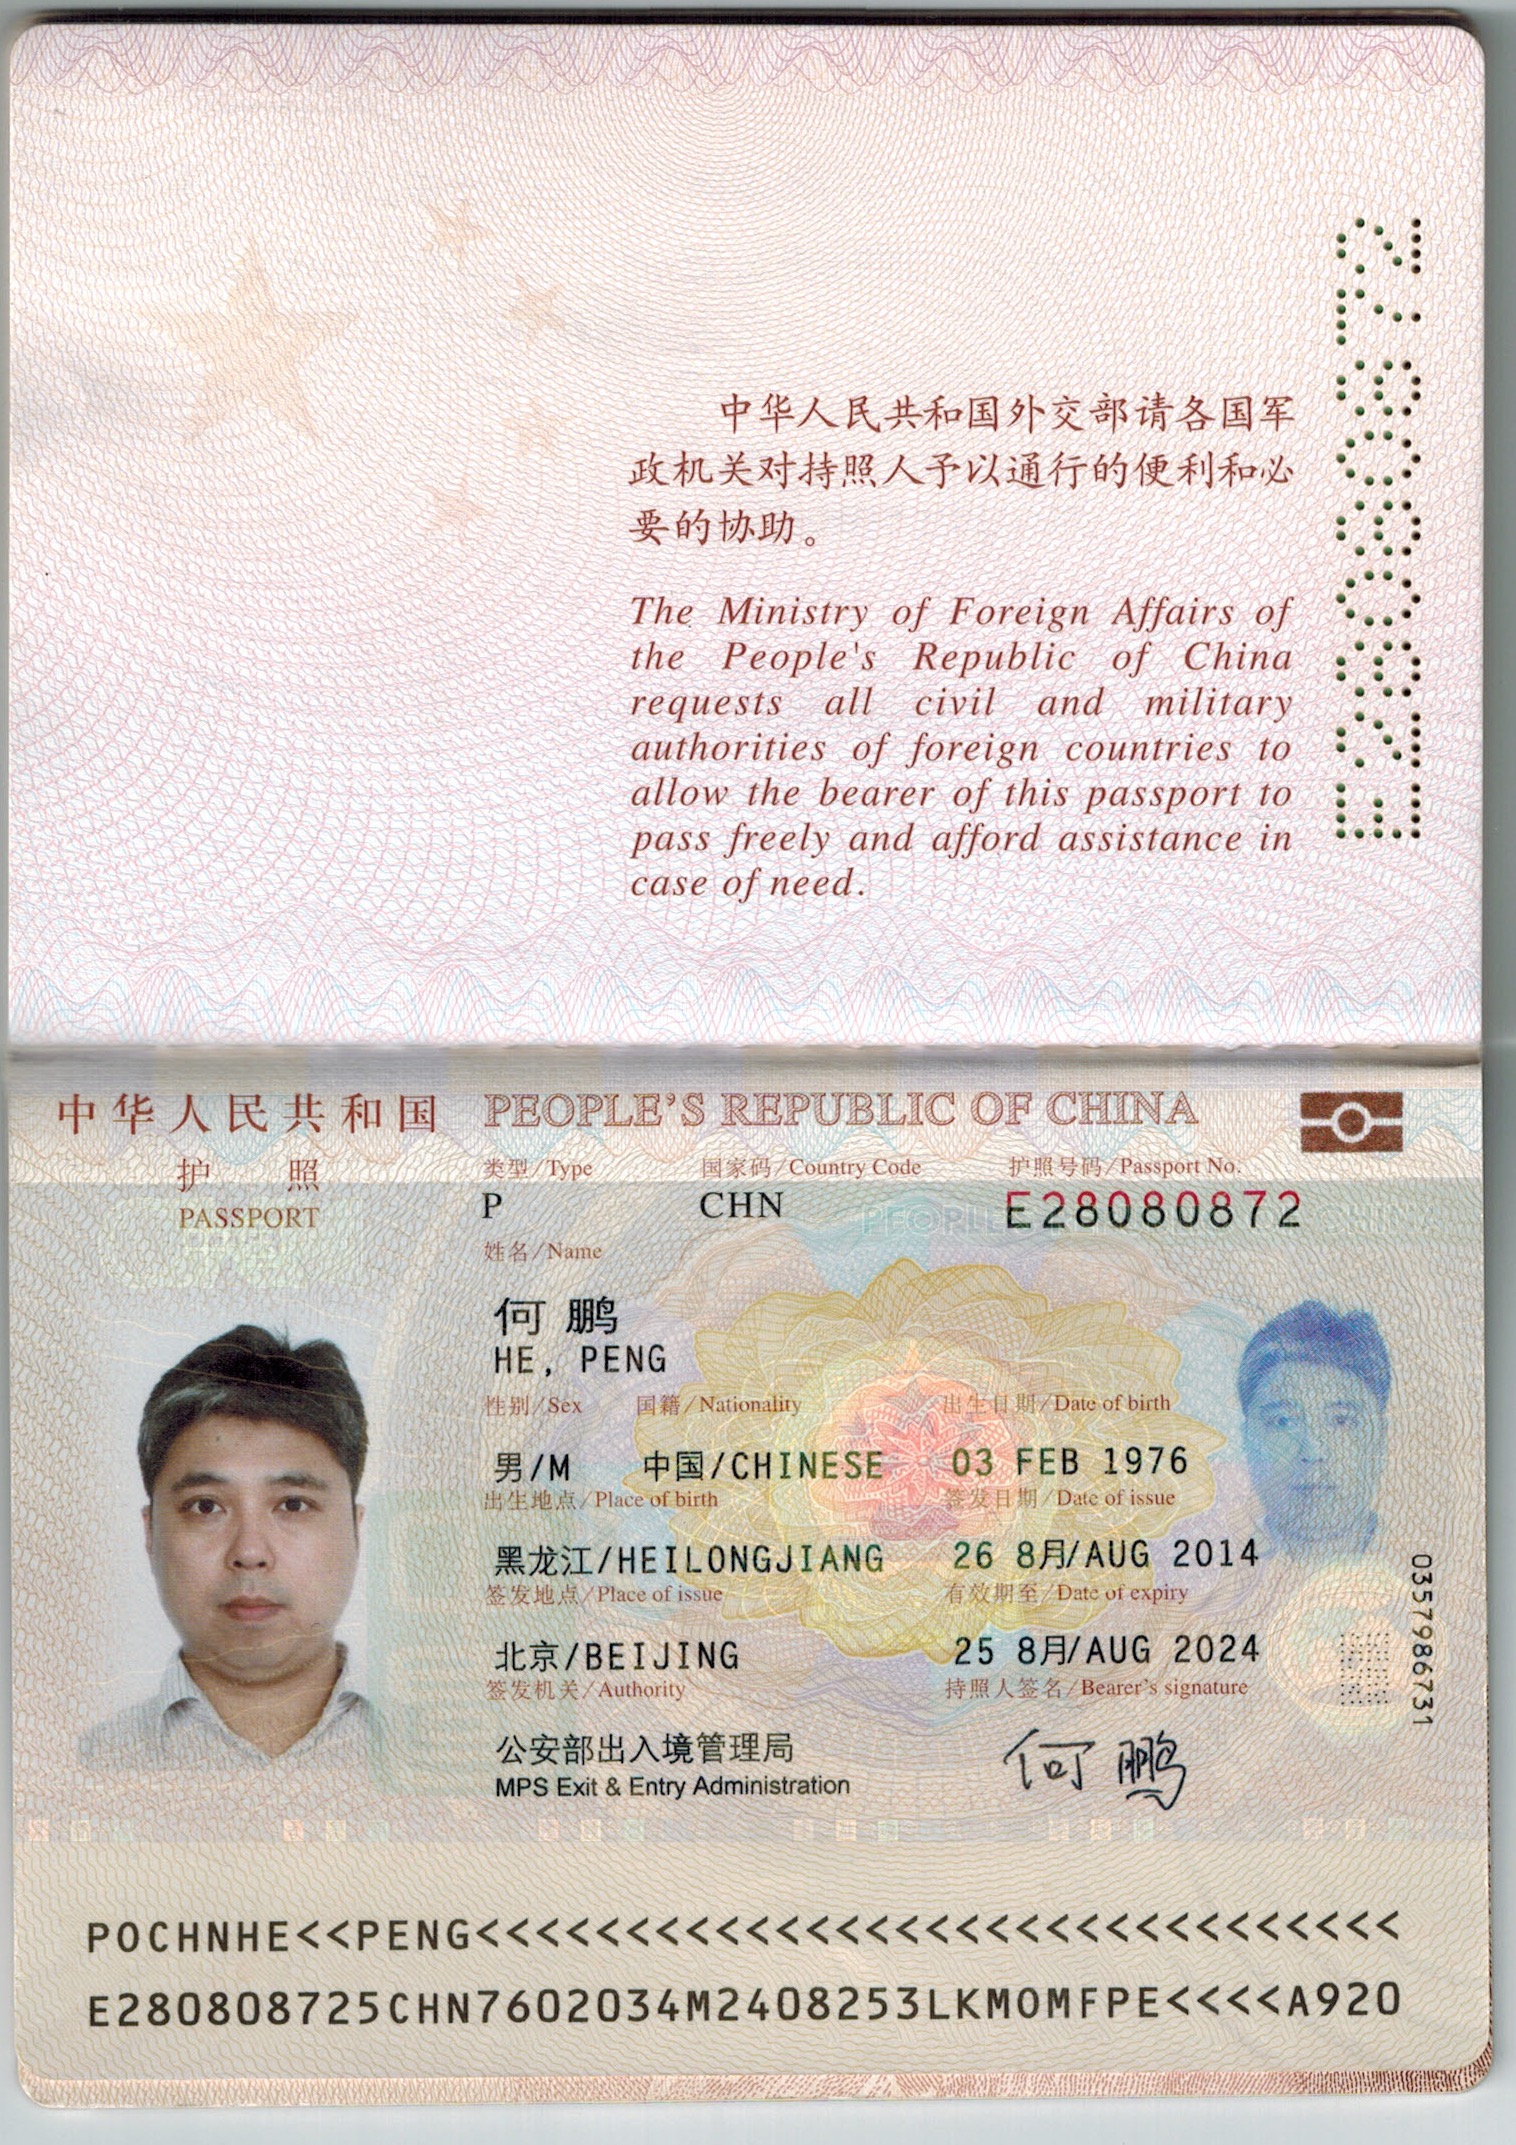 中华人民共和国外交部请各国军
政机关对持照人予以通行的便利和必
要的协助。
The Ministry of Foreign Affairs of
the People's Republic of China
requests all civil and military
authorities of foreign countries to
allow the bearer of this passport to
pass freely and afford assistance in
case of need.
E28080872
中华人民共和国 PEOPLE'S REPUBLIC OF CHINA
护照
PASSPORT
类型/Type 国家码/Country Code 护照号码/Passport No.
P CHN E28080872
姓名/Name
何鹏
HE, PENG
性别/Sex 国籍/Nationality 出生日期/Date of birth
男/M 中国/CHINESE 03 FEB 1976
出生地点/Place of birth 签发日期/Date of issue
黑龙江/HEILONGJIANG 26 8月/AUG 2014
签发地点/Place of issue 有效期至/Date of expiry
北京/BEIJING 25 8月/AUG 2024
签发机关/Authority 持照人签名/Bearer's signature
公安部出入境管理局 何鹏
MPS Exit & Entry Administration
0357986731
POCHNHE<<PENG<<<<<<<<<<<<<<<<<<<<<<<<<<<<<<<
E280808725CHN7602034M2408253LKMOMFPE<<<<A920